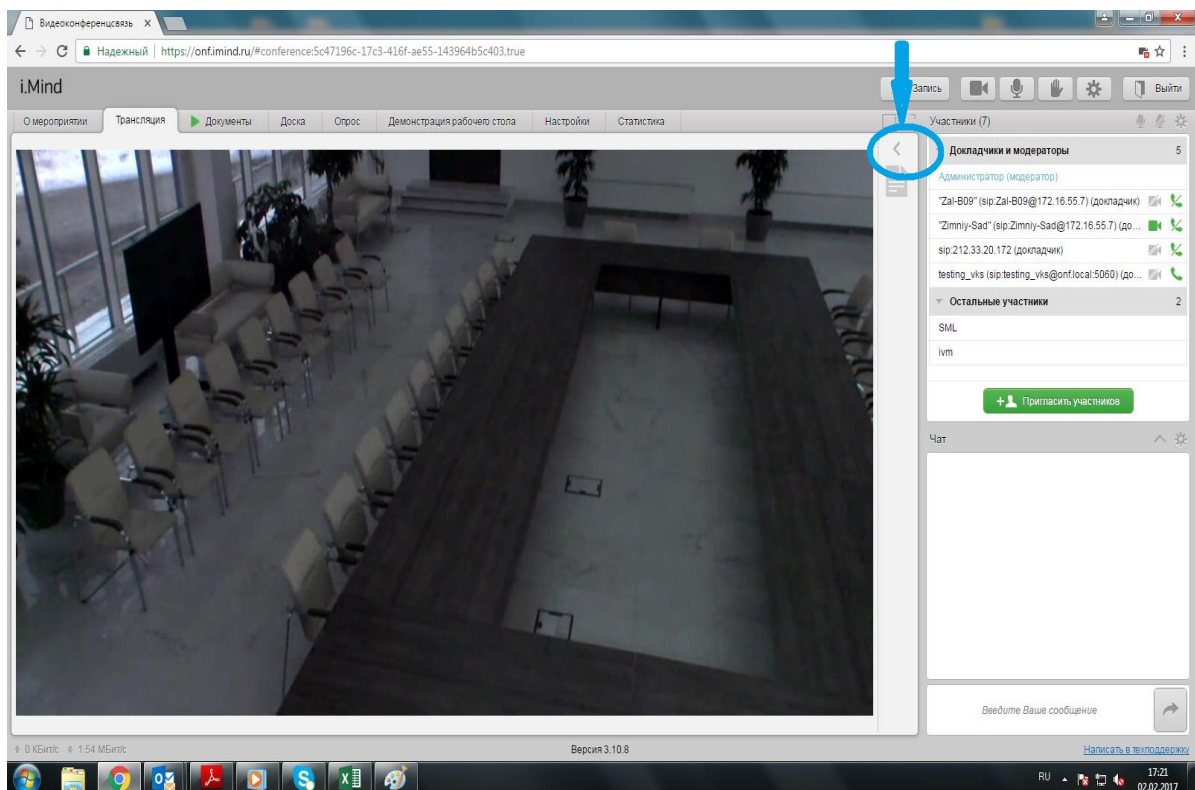 Видеоконференцсвязь
Надежный
https://onf.imind.ru/#conference:5c47196c-17c3-416f-ae55-143964b5c403,true
i.Mind
Запись
Выйти
О мероприятии Трансляция Документы Доска Опрос Демонстрация рабочего стола Настройки Статистика
Участники (7)
Докладчики и модераторы 5
Администратор (модератор)
"Zal-B09" (sip:Zal-B09@172.16.55.7) (докладчик)
"Zimniy-Sad" (sip:Zimniy-Sad@172.16.55.7) (до...
sip:212.33.20.172 (докладчик)
testing_vks (sip:testing_vks@onf.local:5060) (до...
Остальные участники 2
SML
ivm
Пригласить участников
Чат
Введите Ваше сообщение
0 КБит/с 1.54 МБит/с
Версия 3.10.8
Написать в техподдержку
RU
17:21
02.02.2017